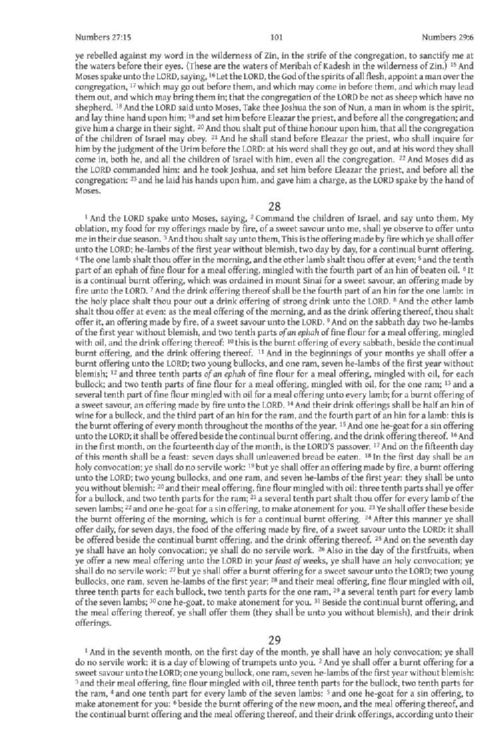 Numbers 27:15 101 Numbers 29:6
ye rebelled against my word in the wilderness of Zin, in the strife of the congregation, to sanctify me at
the waters before their eyes. (These are the waters of Meribah of Kadesh in the wilderness of Zin.) 15 And
Moses spake unto the LORD, saying, 16 Let the LORD, the God of the spirits of all flesh, appoint a man over the
congregation, 17 which may go out before them, and which may come in before them, and which may lead
them out, and which may bring them in; that the congregation of the LORD be not as sheep which have no
shepherd. 18 And the LORD said unto Moses, Take thee Joshua the son of Nun, a man in whom is the spirit,
and lay thine hand upon him; 19 and set him before Eleazar the priest, and before all the congregation; and
give him a charge in their sight. 20 And thou shalt put of thine honour upon him, that all the congregation
of the children of Israel may obey. 21 And he shall stand before Eleazar the priest, who shall inquire for
him by the judgment of the Urim before the LORD: at his word shall they go out, and at his word they shall
come in, both he, and all the children of Israel with him, even all the congregation. 22 And Moses did as
the LORD commanded him: and he took Joshua, and set him before Eleazar the priest, and before all the
congregation: 23 and he laid his hands upon him, and gave him a charge, as the LORD spake by the hand of
Moses.
28
1 And the LORD spake unto Moses, saying, 2 Command the children of Israel, and say unto them, My
oblation, my food for my offerings made by fire, of a sweet savour unto me, shall ye observe to offer unto
me in their due season. 3 And thou shalt say unto them, This is the offering made by fire which ye shall offer
unto the LORD; he-lambs of the first year without blemish, two day by day, for a continual burnt offering.
4 The one lamb shalt thou offer in the morning, and the other lamb shalt thou offer at even; 5 and the tenth
part of an ephah of fine flour for a meal offering, mingled with the fourth part of an hin of beaten oil. 6 It
is a continual burnt offering, which was ordained in mount Sinai for a sweet savour, an offering made by
fire unto the LORD. 7 And the drink offering thereof shall be the fourth part of an hin for the one lamb: in
the holy place shalt thou pour out a drink offering of strong drink unto the LORD. 8 And the other lamb
shalt thou offer at even: as the meal offering of the morning, and as the drink offering thereof, thou shalt
offer it, an offering made by fire, of a sweet savour unto the LORD. 9 And on the sabbath day two he-lambs
of the first year without blemish, and two tenth parts of an ephah of fine flour for a meal offering, mingled
with oil, and the drink offering thereof: 10 this is the burnt offering of every sabbath, beside the continual
burnt offering, and the drink offering thereof. 11 And in the beginnings of your months ye shall offer a
burnt offering unto the LORD; two young bullocks, and one ram, seven he-lambs of the first year without
blemish; 12 and three tenth parts of an ephah of fine flour for a meal offering, mingled with oil, for each
bullock; and two tenth parts of fine flour for a meal offering, mingled with oil, for the one ram; 13 and a
several tenth part of fine flour mingled with oil for a meal offering unto every lamb; for a burnt offering of
a sweet savour, an offering made by fire unto the LORD. 14 And their drink offerings shall be half an hin of
wine for a bullock, and the third part of an hin for the ram, and the fourth part of an hin for a lamb: this is
the burnt offering of every month throughout the months of the year. 15 And one he-goat for a sin offering
unto the LORD; it shall be offered beside the continual burnt offering, and the drink offering thereof. 16 And
in the first month, on the fourteenth day of the month, is the LORD'S passover. 17 And on the fifteenth day
of this month shall be a feast: seven days shall unleavened bread be eaten. 18 In the first day shall be an
holy convocation; ye shall do no servile work: 19 but ye shall offer an offering made by fire, a burnt offering
unto the LORD; two young bullocks, and one ram, and seven he-lambs of the first year: they shall be unto
you without blemish: 20 and their meal offering, fine flour mingled with oil: three tenth parts shall ye offer
for a bullock, and two tenth parts for the ram; 21 a several tenth part shalt thou offer for every lamb of the
seven lambs; 22 and one he-goat for a sin offering, to make atonement for you. 23 Ye shall offer these beside
the burnt offering of the morning, which is for a continual burnt offering. 24 After this manner ye shall
offer daily, for seven days, the food of the offering made by fire, of a sweet savour unto the LORD: it shall
be offered beside the continual burnt offering, and the drink offering thereof. 25 And on the seventh day
ye shall have an holy convocation; ye shall do no servile work. 26 Also in the day of the firstfruits, when
ye offer a new meal offering unto the LORD in your feast of weeks, ye shall have an holy convocation; ye
shall do no servile work: 27 but ye shall offer a burnt offering for a sweet savour unto the LORD; two young
bullocks, one ram, seven he-lambs of the first year; 28 and their meal offering, fine flour mingled with oil,
three tenth parts for each bullock, two tenth parts for the one ram, 29 a several tenth part for every lamb
of the seven lambs; 30 one he-goat, to make atonement for you. 31 Beside the continual burnt offering, and
the meal offering thereof, ye shall offer them (they shall be unto you without blemish), and their drink
offerings.
29
1 And in the seventh month, on the first day of the month, ye shall have an holy convocation; ye shall
do no servile work: it is a day of blowing of trumpets unto you. 2 And ye shall offer a burnt offering for a
sweet savour unto the LORD; one young bullock, one ram, seven he-lambs of the first year without blemish:
3 and their meal offering, fine flour mingled with oil, three tenth parts for the bullock, two tenth parts for
the ram, 4 and one tenth part for every lamb of the seven lambs: 5 and one he-goat for a sin offering, to
make atonement for you: 6 beside the burnt offering of the new moon, and the meal offering thereof, and
the continual burnt offering and the meal offering thereof, and their drink offerings, according unto their